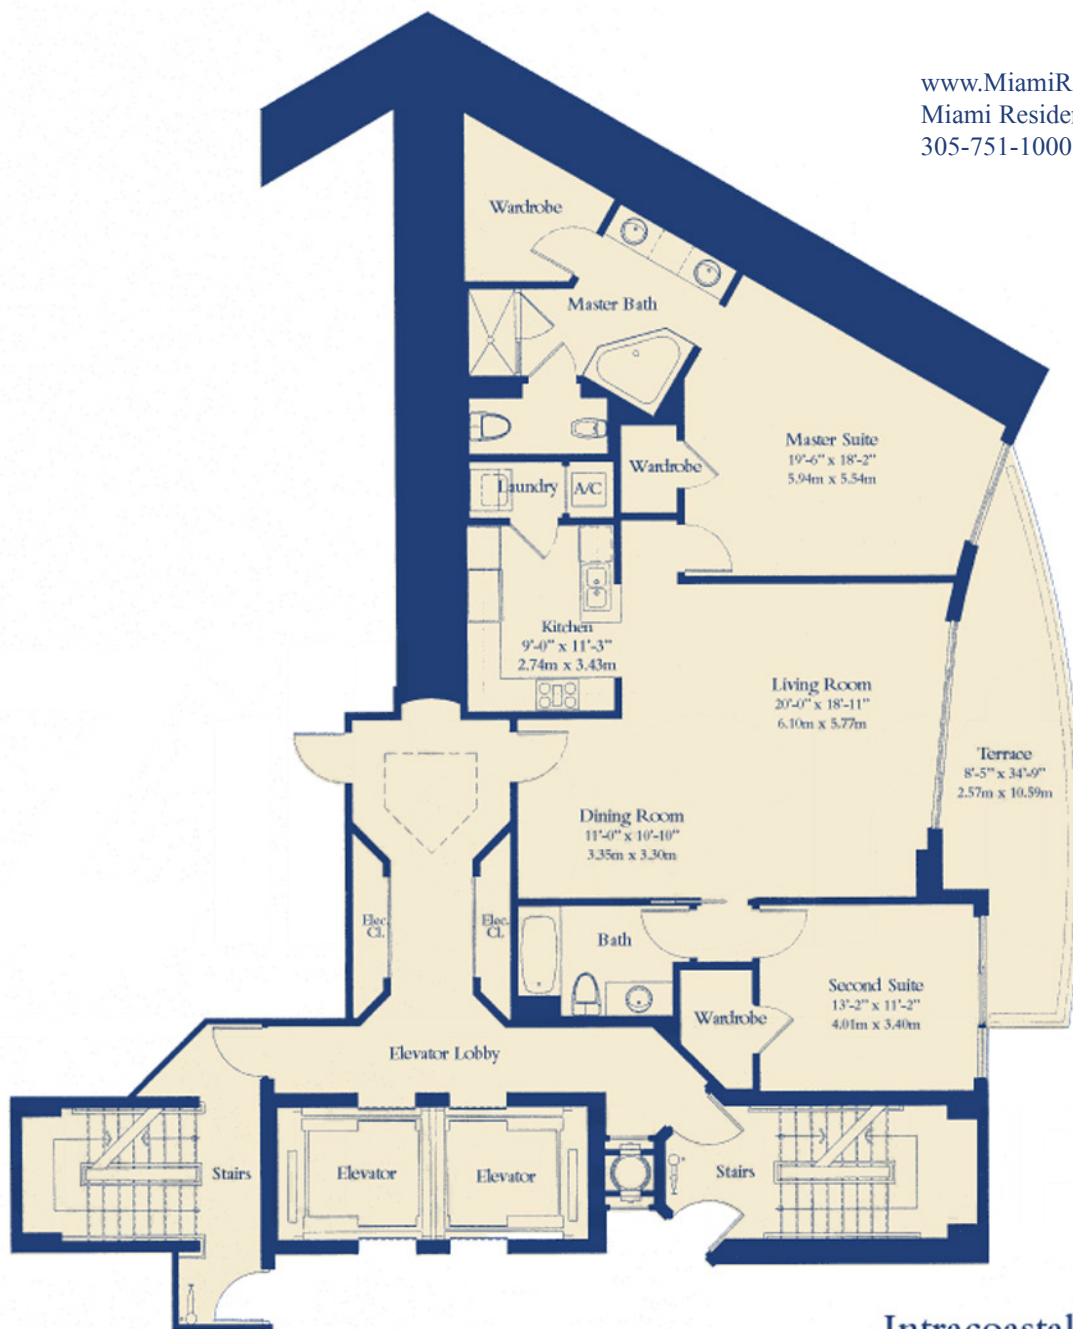 www.MiamiR
Miami Reside
305-751-1000
Wardrobe
Master Bath
Master Suite
19'-6" x 18'-2"
5.94m x 5.54m
Wardrobe
Laundry
A/C
Kitchen
9'-0" x 11'-3"
2.74m x 3.43m
Living Room
20'-0" x 18'-11"
6.10m x 5.77m
Terrace
8'-5" x 34'-9"
2.57m x 10.59m
Dining Room
11'-0" x 10'-10"
3.35m x 3.30m
Elec.
Cl.
Elec.
Cl.
Bath
Second Suite
13'-2" x 11'-2"
4.01m x 3.40m
Wardrobe
Elevator Lobby
Stairs
Elevator
Elevator
Stairs
Intracoastal